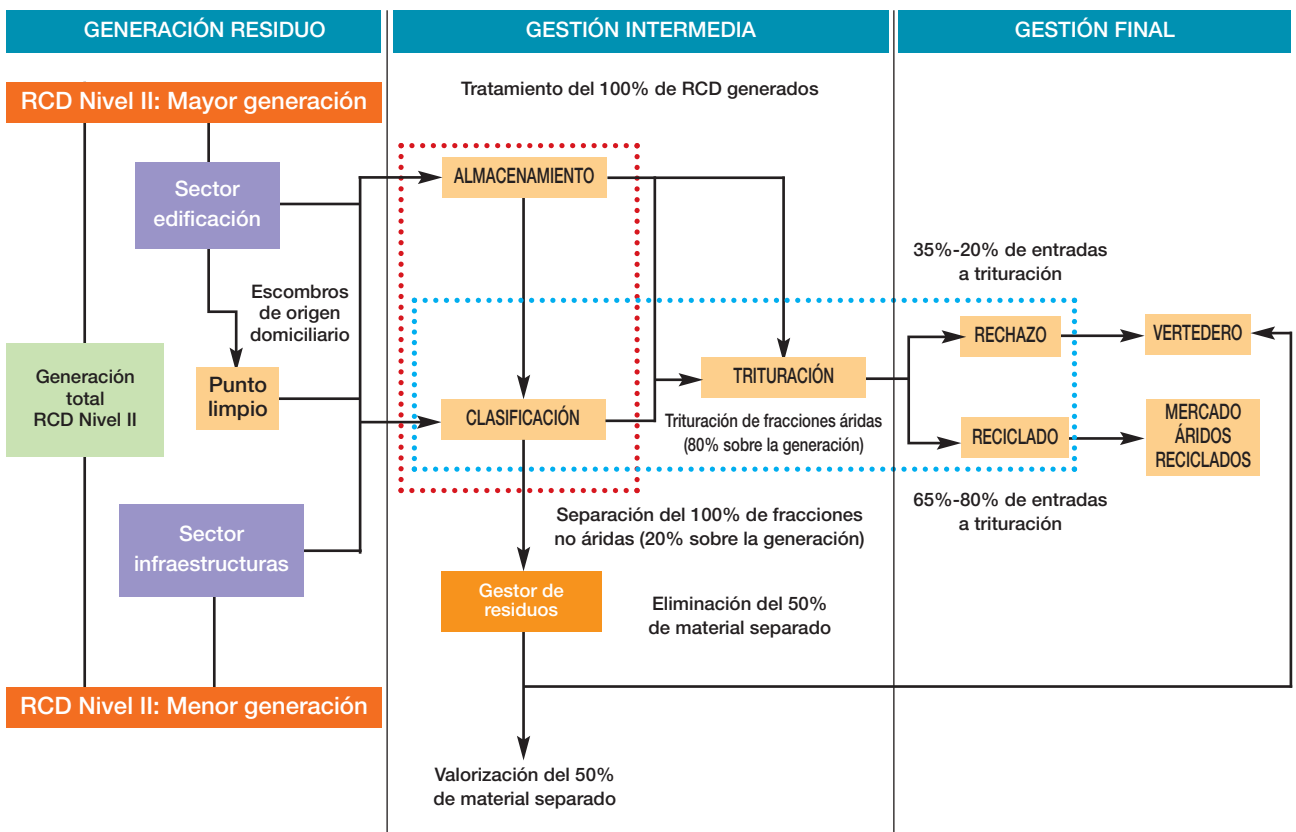 GENERACIÓN RESIDUO
GESTIÓN INTERMEDIA
GESTIÓN FINAL
RCD Nivel II: Mayor generación
Tratamiento del 100% de RCD generados
Sector
edificación
ALMACENAMIENTO
35%-20% de entradas
a trituración
Escombros
de origen
domiciliario
Generación
total
RCD Nivel II
Punto
limpio
CLASIFICACIÓN
TRITURACIÓN
Trituración de fracciones áridas
(80% sobre la generación)
RECHAZO
VERTEDERO
RECICLADO
MERCADO
ÁRIDOS
RECICLADOS
65%-80% de entradas
a trituración
Sector
infraestructuras
Separación del 100% de fracciones
no áridas (20% sobre la generación)
Gestor de
residuos
Eliminación del 50%
de material separado
RCD Nivel II: Menor generación
Valorización del 50%
de material separado